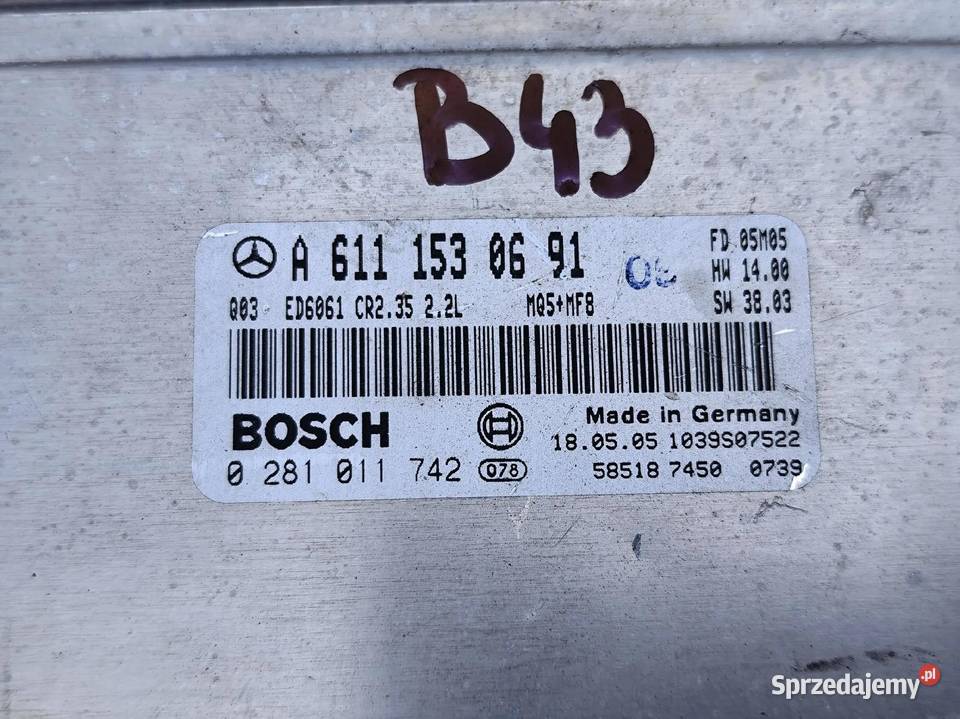 B43
A 611 153 06 91
06
FD 05M05
HW 14.00
Q03 ED6061 CR2.35 2.2L MQ5+MF8
SW 38.03
BOSCH
Made in Germany
18.05.05 1039S07522
0 281 011 742 078
58518 7450 0739
Sprzedajemy.pl